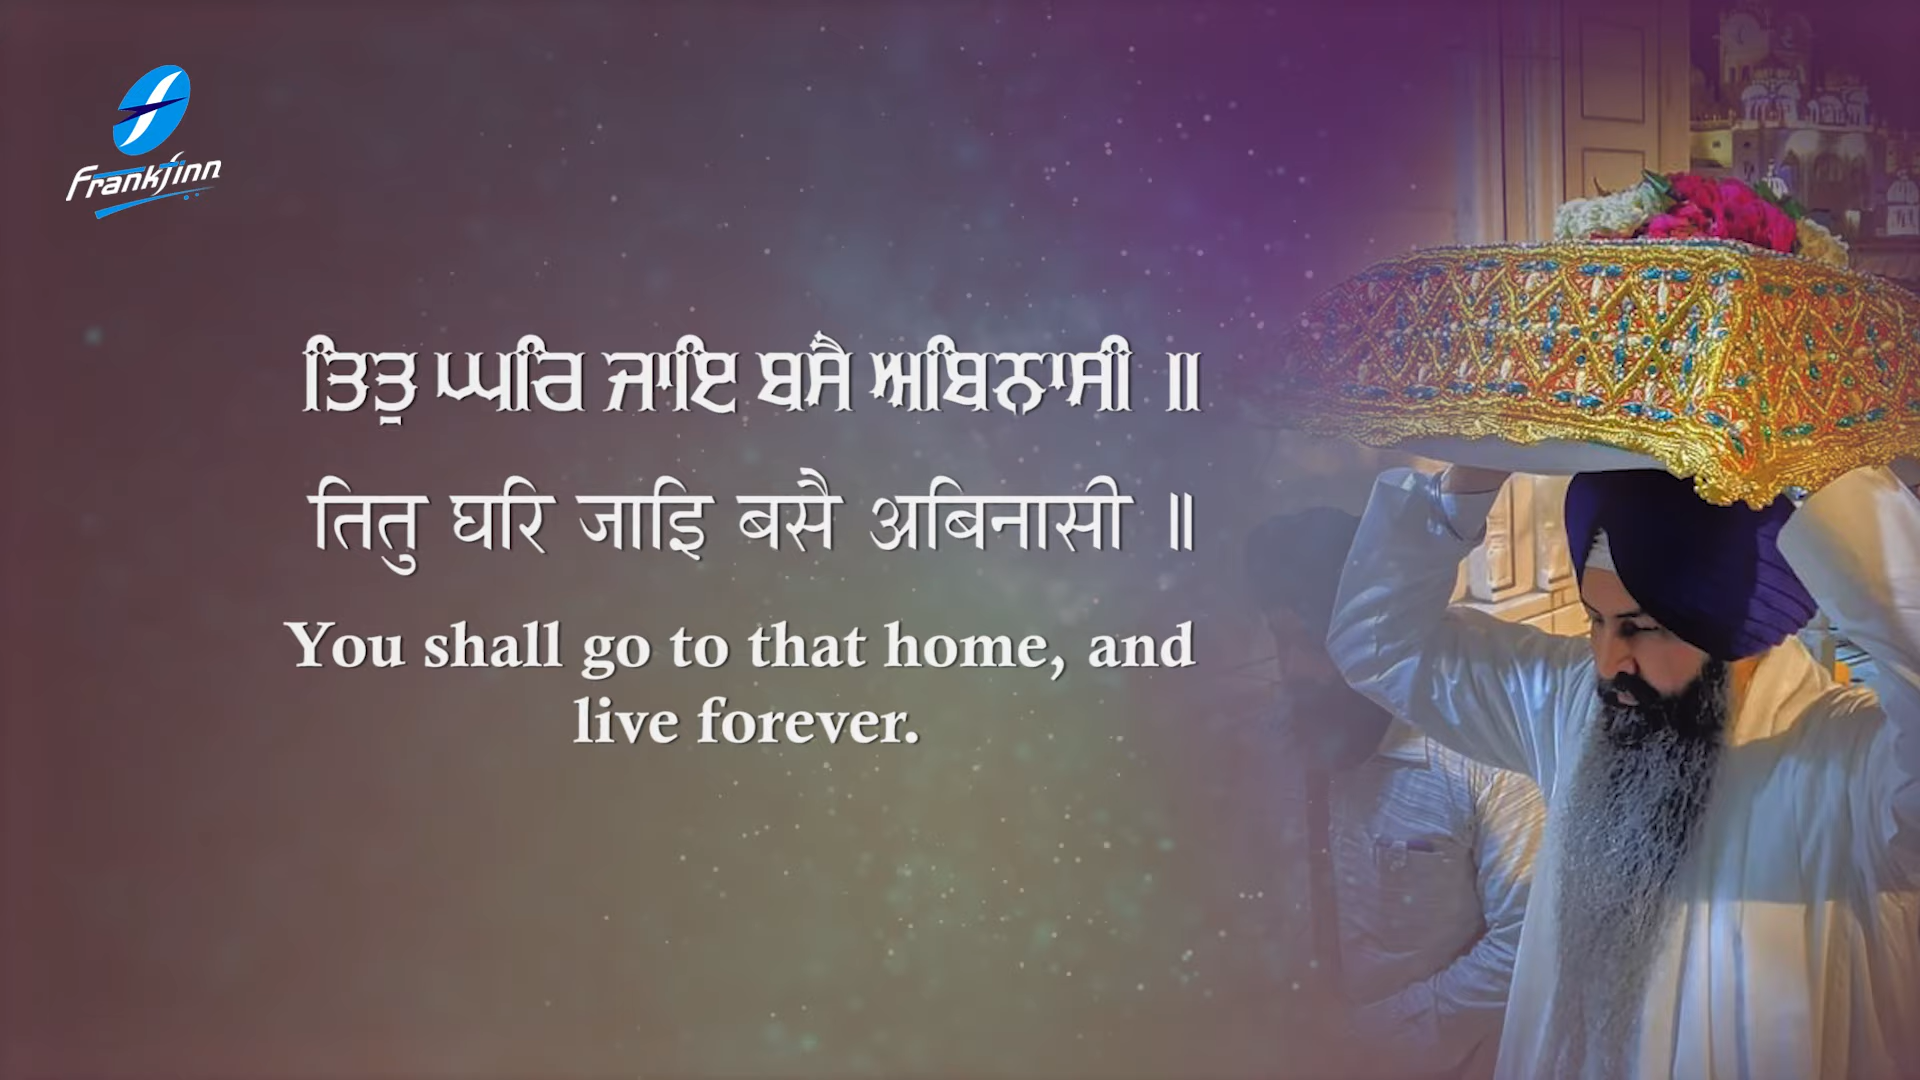 Frankfinn
ਤਿਤੁ ਘਰਿ ਜਾਇ ਬਸੈ ਅਬਿਨਾਸੀ ॥
तितु घरि जाइ बसै अबिनासी ॥
You shall go to that home, and
live forever.